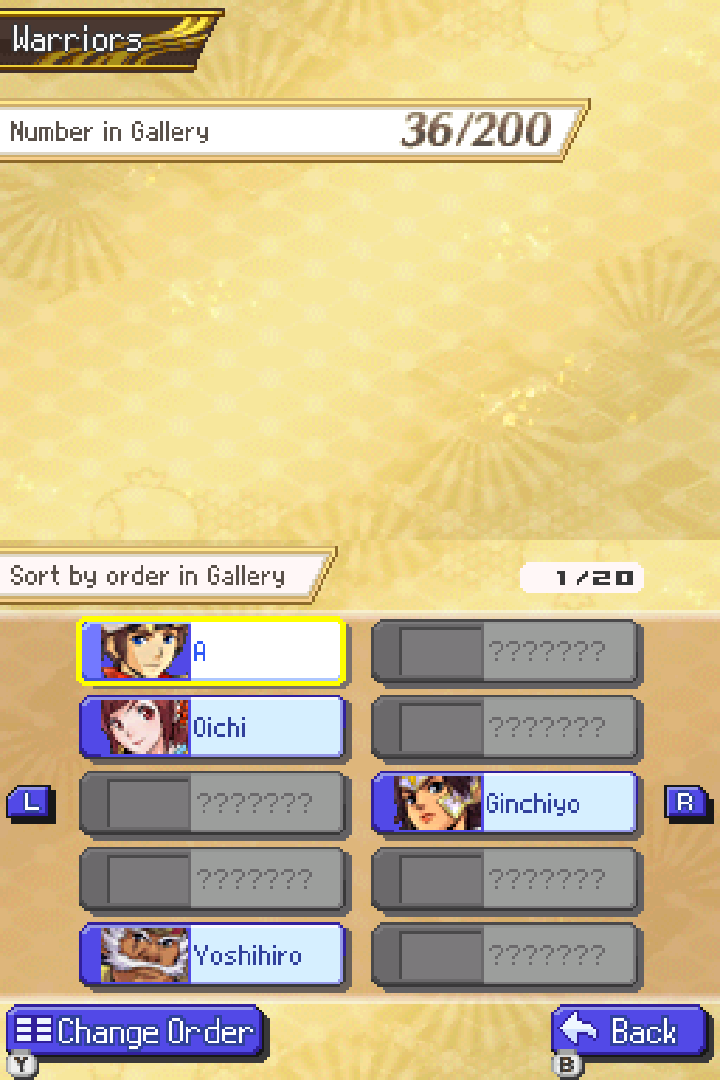 Warriors
Number in Gallery 36/200
Sort by order in Gallery 1/20
A ???????
Oichi ???????
L ??????? Ginchiyo R
??????? ???????
Yoshihiro ???????
Change Order Back
Y B